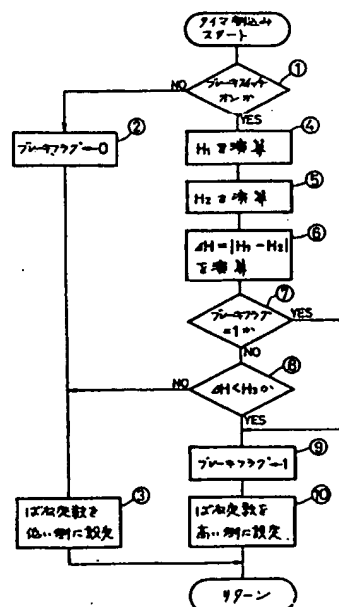 タイマ割込み
スタート
①
ブレーキスイッチ
オンか
NO
YES
②
ブレーキフラグ←0
④
H₁を演算
⑤
H₂を演算
⑥
ΔH=|H₁-H₂|
を演算
⑦
ブレーキフラグ
=1か
YES
NO
⑧
ΔH<H₃か
NO
YES
⑨
ブレーキフラグ←1
③
ばね定数を
低い側に設定
⑩
ばね定数を
高い側に設定
リターン